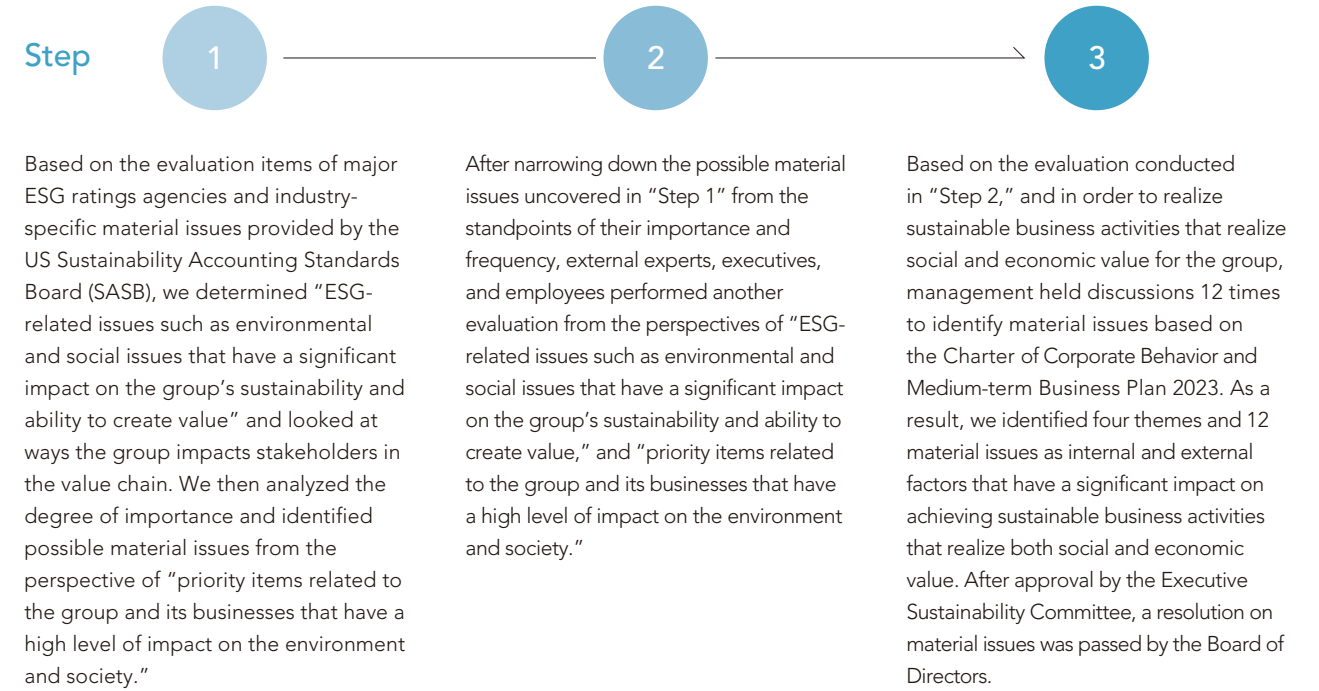 Step
1
2
3
Based on the evaluation items of major
ESG ratings agencies and industry-
specific material issues provided by the
US Sustainability Accounting Standards
Board (SASB), we determined “ESG-
related issues such as environmental
and social issues that have a significant
impact on the group’s sustainability and
ability to create value” and looked at
ways the group impacts stakeholders in
the value chain. We then analyzed the
degree of importance and identified
possible material issues from the
perspective of “priority items related to
the group and its businesses that have a
high level of impact on the environment
and society.”
After narrowing down the possible material
issues uncovered in “Step 1” from the
standpoints of their importance and
frequency, external experts, executives,
and employees performed another
evaluation from the perspectives of “ESG-
related issues such as environmental and
social issues that have a significant impact
on the group’s sustainability and ability to
create value,” and “priority items related
to the group and its businesses that have
a high level of impact on the environment
and society.”
Based on the evaluation conducted
in “Step 2,” and in order to realize
sustainable business activities that realize
social and economic value for the group,
management held discussions 12 times
to identify material issues based on
the Charter of Corporate Behavior and
Medium-term Business Plan 2023. As a
result, we identified four themes and 12
material issues as internal and external
factors that have a significant impact on
achieving sustainable business activities
that realize both social and economic
value. After approval by the Executive
Sustainability Committee, a resolution on
material issues was passed by the Board of
Directors.